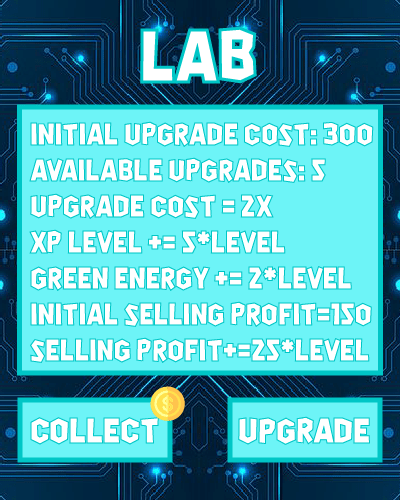 LAB
INITIAL UPGRADE COST: 300
AVAILABLE UPGRADES: 5
UPGRADE COST = 2X
XP LEVEL += 5*LEVEL
GREEN ENERGY += 2*LEVEL
INITIAL SELLING PROFIT=150
SELLING PROFIT+=25*LEVEL
COLLECT
UPGRADE